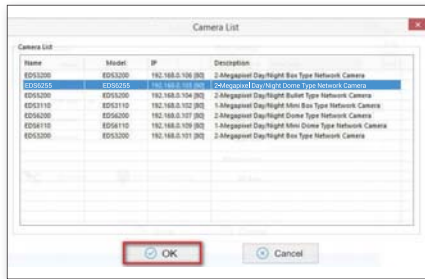 Camera List
Camera List
Name Model IP Description
EDS3200 EDS3200 192.168.0.106 [80] 2-Megapixel Day/Night Box Type Network Camera
EDS6255 EDS6255 192.168.0.105 [80] 2-Megapixel Day/Night Dome Type Network Camera
EDS5200 EDS5200 192.168.0.104 [80] 2-Megapixel Day/Night Bullet Type Network Camera
EDS3110 EDS3110 192.168.0.102 [80] 1-Megapixel Day/Night Mini Box Type Network Camera
EDS6200 EDS6200 192.168.0.107 [80] 2-Megapixel Day/Night Dome Type Network Camera
EDS6110 EDS6110 192.168.0.109 [80] 1-Megapixel Day/Night Mini Dome Type Network Camera
EDS3200 EDS3200 192.168.0.101 [80] 2-Megapixel Day/Night Box Type Network Camera
OK Cancel